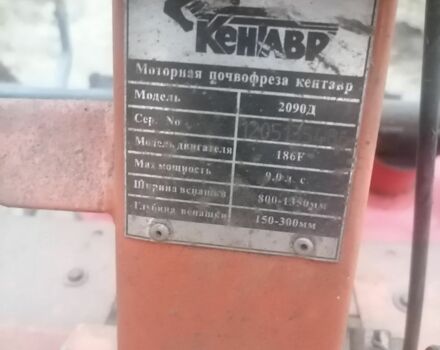 КЕНТАВР
Моторная почвофреза кентавр
Модель 2090Д
Сер. No
Мотель двигателя 186F
Мах мощность 9.0 л. с.
Ширина вспашки 800-1350мм
Глубина вспашки 150-300мм